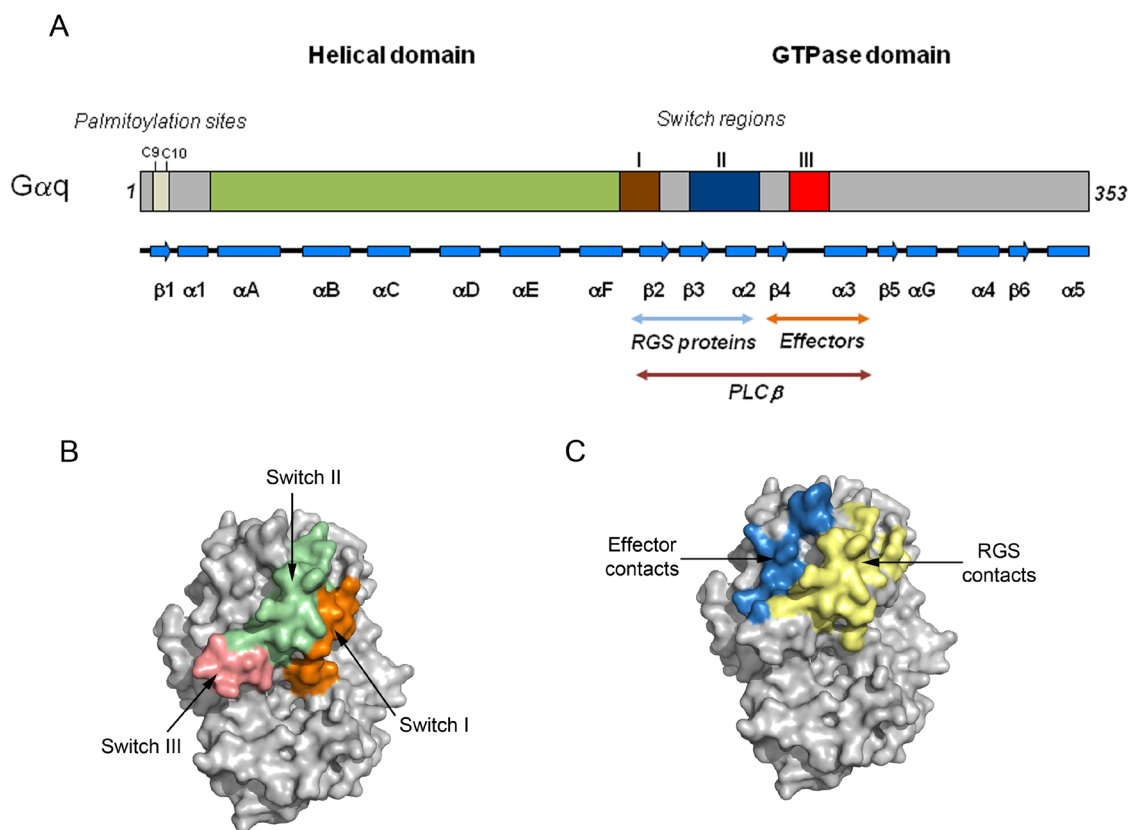 A
Helical domain GTPase domain
Palmitoylation sites Switch regions
C9 C10 I II III
Gαq 1 353
β1 α1 αA αB αC αD αE αF β2 β3 α2 β4 α3 β5 αG α4 β6 α5
RGS proteins Effectors
PLC β
B
Switch II
Switch III
Switch I
C
Effector
contacts
RGS
contacts